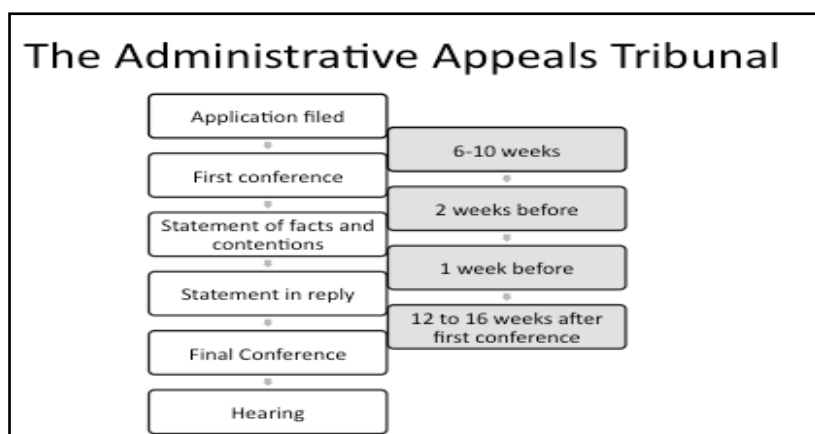 The Administrative Appeals Tribunal
Application filed
6-10 weeks
First conference
2 weeks before
Statement of facts and
contentions
1 week before
Statement in reply
12 to 16 weeks after
first conference
Final Conference
Hearing